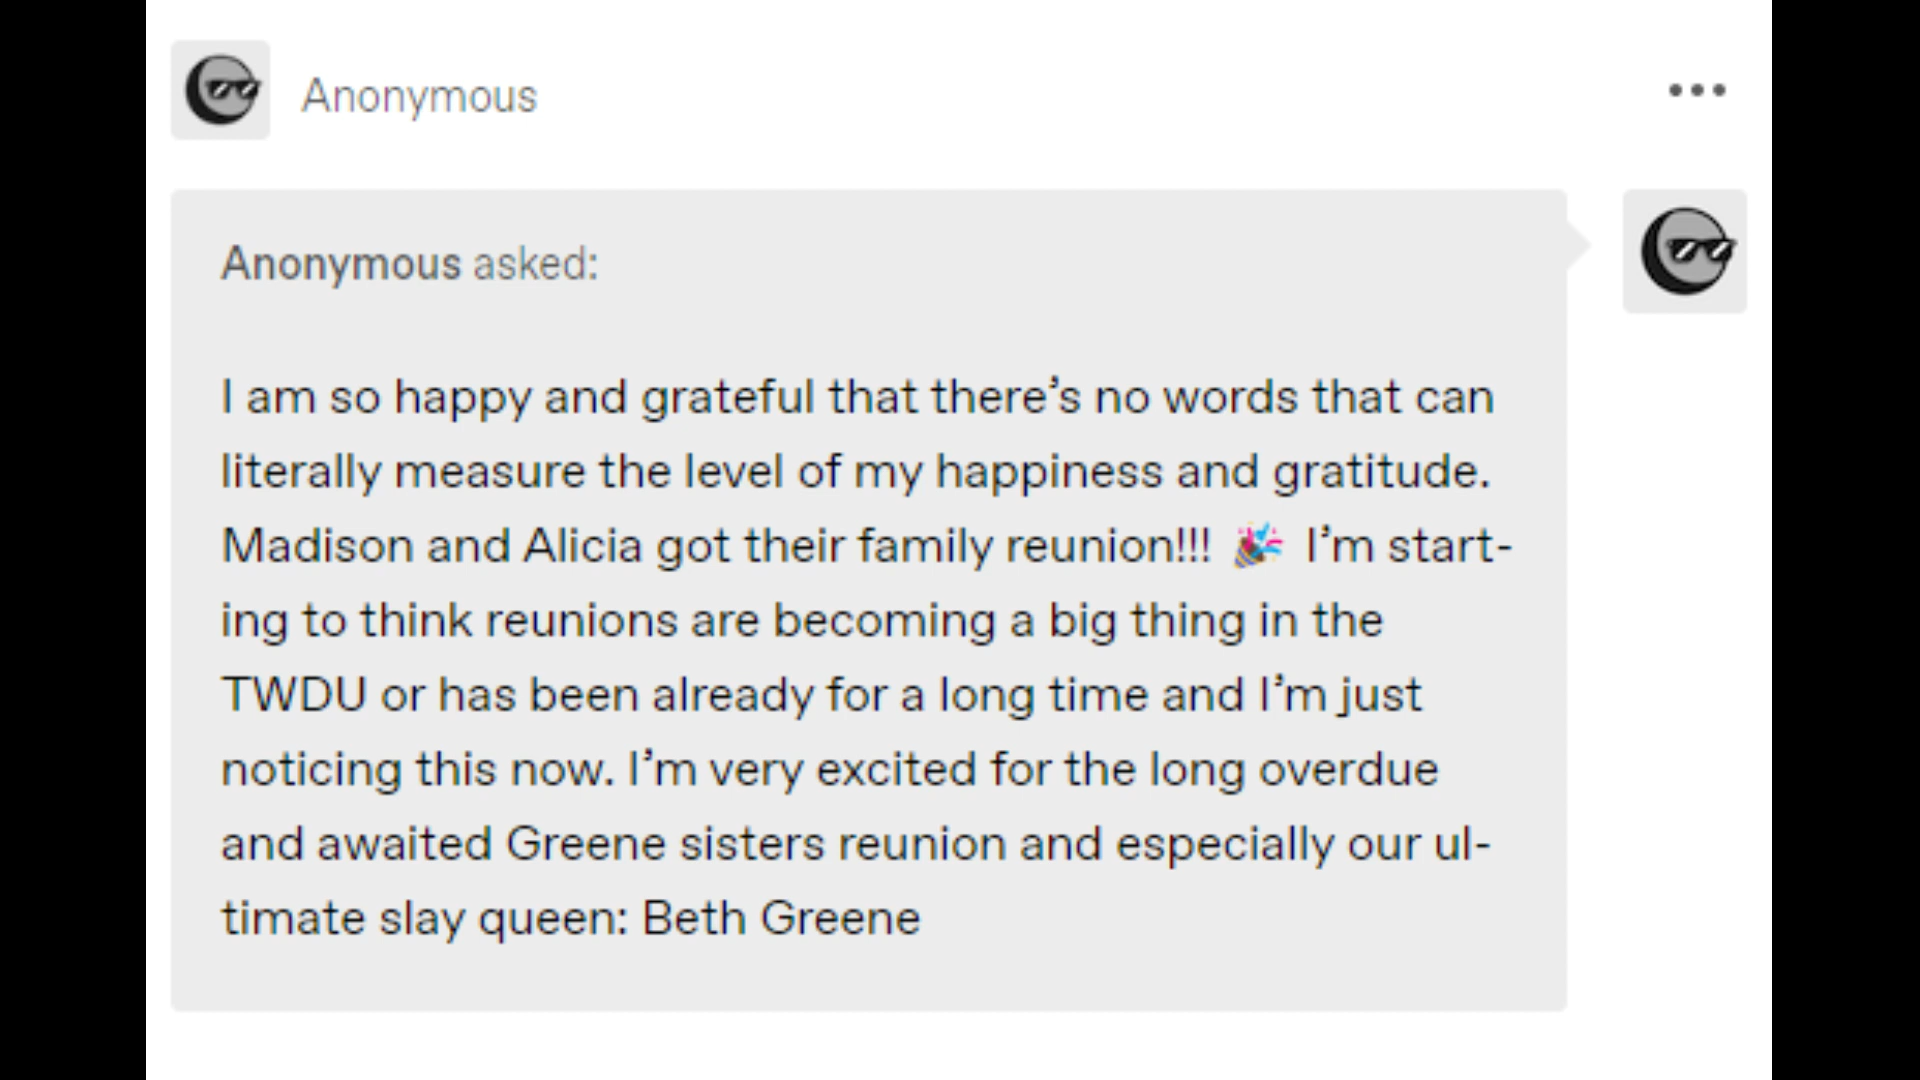 Anonymous
Anonymous asked:
I am so happy and grateful that there’s no words that can
literally measure the level of my happiness and gratitude.
Madison and Alicia got their family reunion!!! 🎉 I’m start-
ing to think reunions are becoming a big thing in the
TWDU or has been already for a long time and I’m just
noticing this now. I’m very excited for the long overdue
and awaited Greene sisters reunion and especially our ul-
timate slay queen: Beth Greene